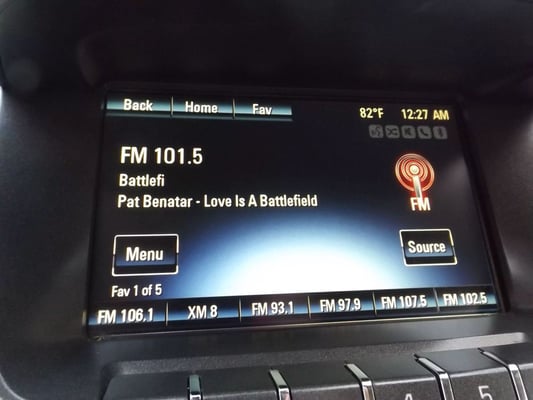 Back Home Fav 82°F 12:27 AM
FM 101.5
Battlefi
Pat Benatar - Love Is A Battlefield
FM
Menu Source
Fav 1 of 5
FM 106.1 XM 8 FM 93.1 FM 97.9 FM 107.5 FM 102.5
4 5